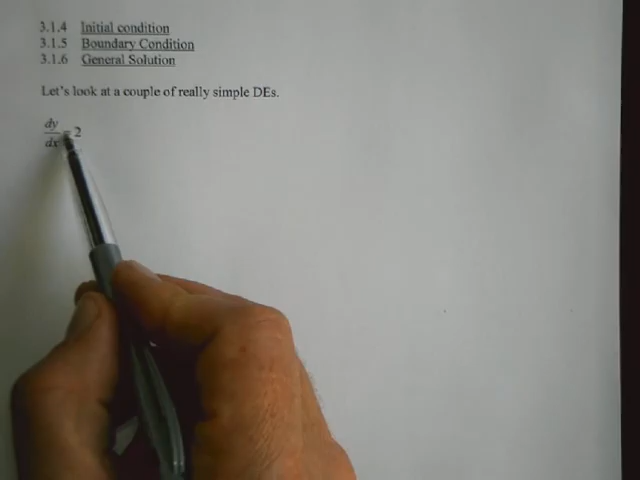 3.1.4 Initial condition
3.1.5 Boundary Condition
3.1.6 General Solution
Let's look at a couple of really simple DEs.
dy/dx = 2